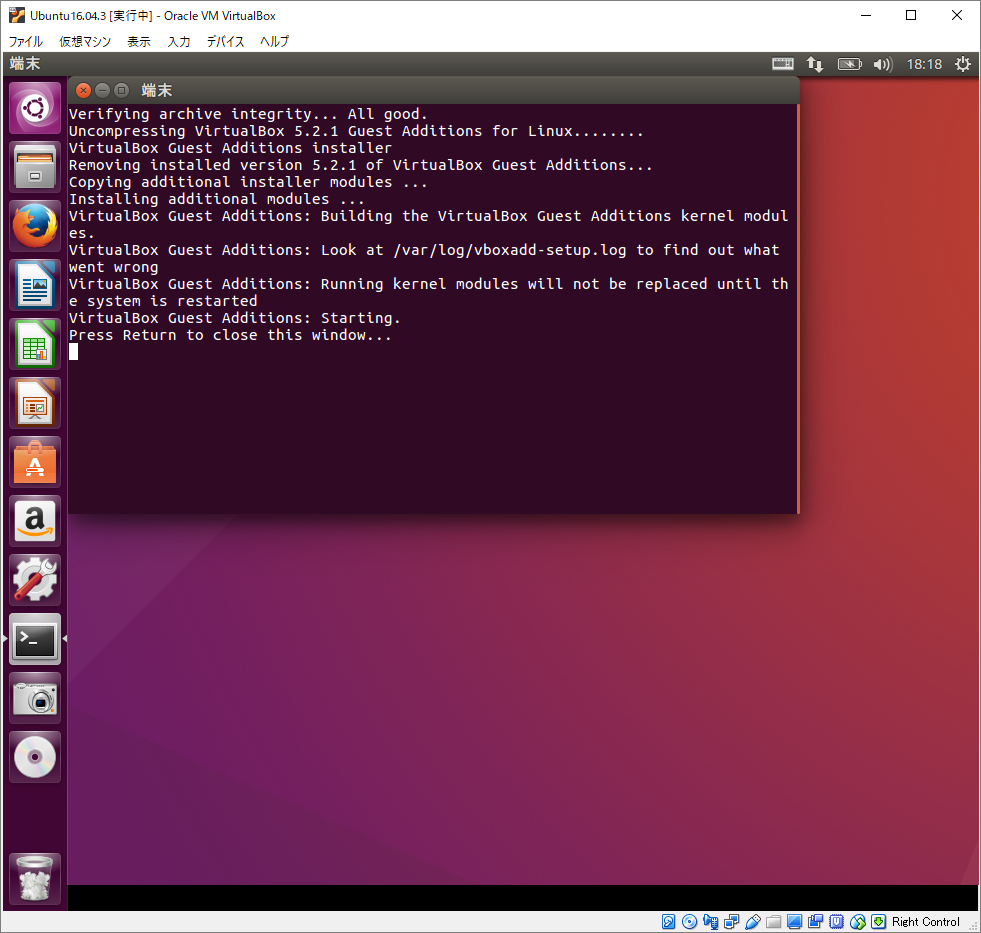 Ubuntu16.04.3 [実行中] - Oracle VM VirtualBox
ファイル 仮想マシン 表示 入力 デバイス ヘルプ
端末 18:18
端末
Verifying archive integrity... All good.
Uncompressing VirtualBox 5.2.1 Guest Additions for Linux........
VirtualBox Guest Additions installer
Removing installed version 5.2.1 of VirtualBox Guest Additions...
Copying additional installer modules ...
Installing additional modules ...
VirtualBox Guest Additions: Building the VirtualBox Guest Additions kernel modul
es.
VirtualBox Guest Additions: Look at /var/log/vboxadd-setup.log to find out what
went wrong
VirtualBox Guest Additions: Running kernel modules will not be replaced until th
e system is restarted
VirtualBox Guest Additions: Starting.
Press Return to close this window...
Right Control